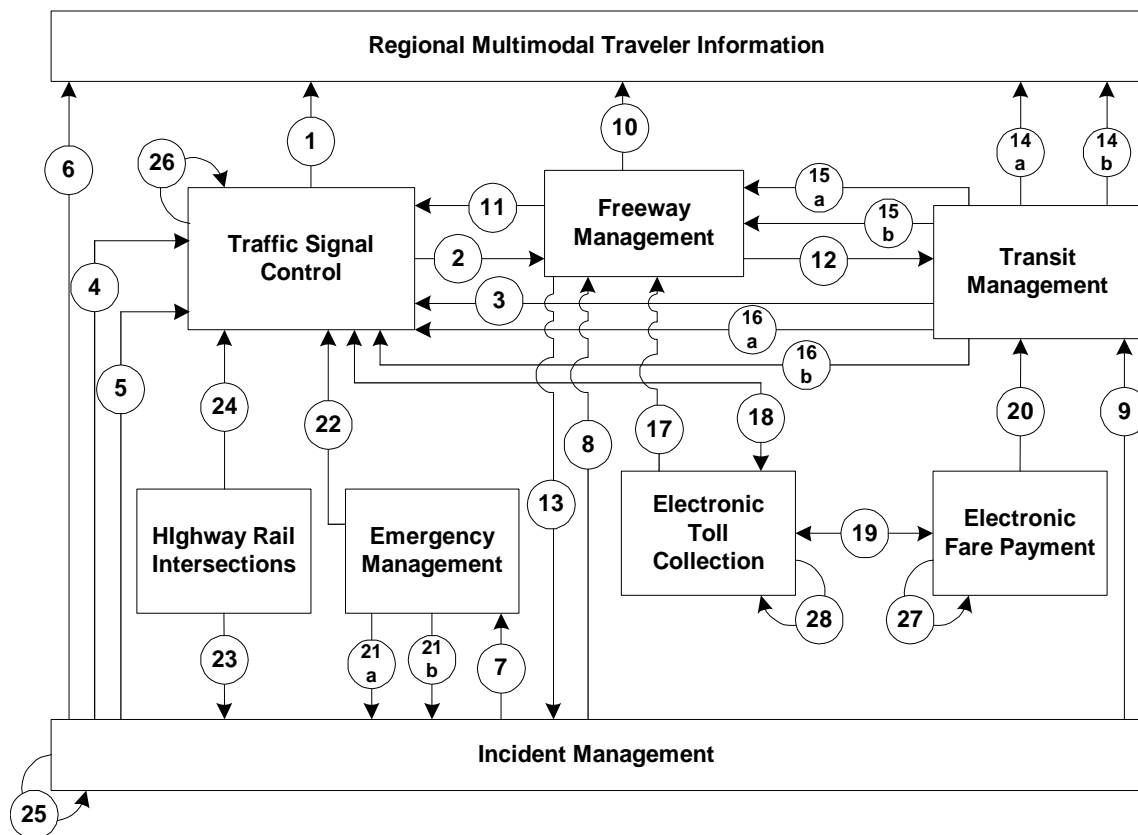 Regional Multimodal Traveler Information
6
1
10
14
a
14
b
26
Traffic Signal
Control
11
Freeway
Management
15
a
15
b
Transit
Management
4
2
12
3
16
a
16
b
5
24
22
8
17
18
20
9
HIghway Rail
Intersections
Emergency
Management
13
Electronic
Toll
Collection
19
Electronic
Fare Payment
28
27
23
21
a
21
b
7
Incident Management
25